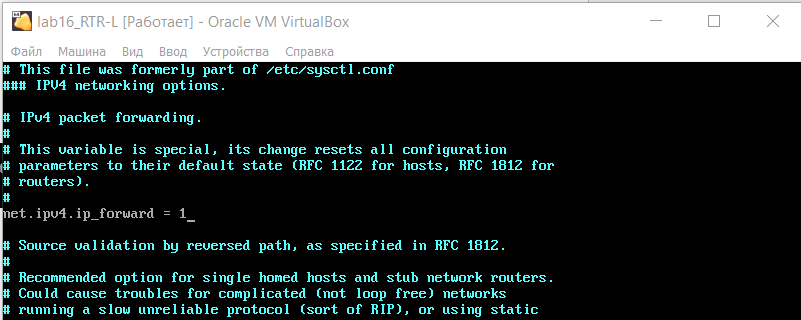 lab16_RTR-L [Работает] - Oracle VM VirtualBox
Файл Машина Вид Ввод Устройства Справка
# This file was formerly part of /etc/sysctl.conf
### IPV4 networking options.
# IPv4 packet forwarding.
#
# This variable is special, its change resets all configuration
# parameters to their default state (RFC 1122 for hosts, RFC 1812 for
# routers).
#
net.ipv4.ip_forward = 1_
# Source validation by reversed path, as specified in RFC 1812.
#
# Recommended option for single homed hosts and stub network routers.
# Could cause troubles for complicated (not loop free) networks
# running a slow unreliable protocol (sort of RIP), or using static